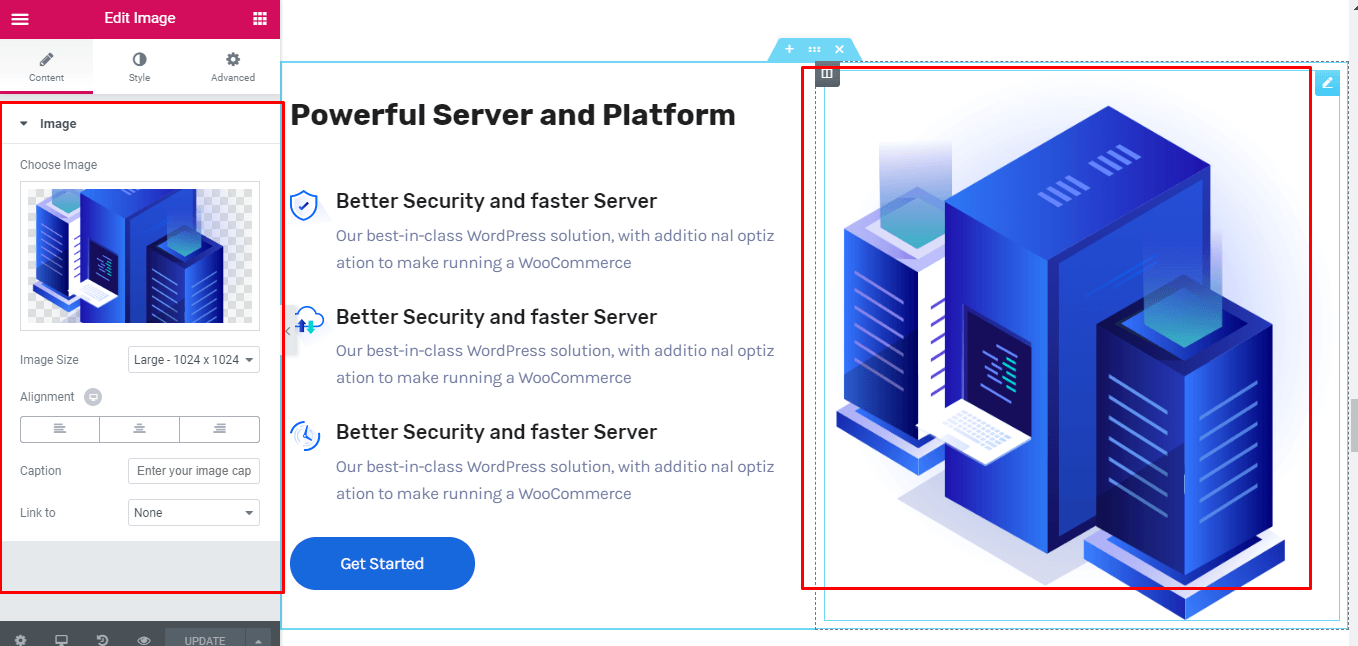 Edit Image
Content
Style
Advanced
Image
Choose Image
Image Size
Large - 1024 x 1024
Alignment
Caption
Enter your image cap
Link to
None
UPDATE
Powerful Server and Platform
Better Security and faster Server
Our best-in-class WordPress solution, with additio nal optiz
ation to make running a WooCommerce
Better Security and faster Server
Our best-in-class WordPress solution, with additio nal optiz
ation to make running a WooCommerce
Better Security and faster Server
Our best-in-class WordPress solution, with additio nal optiz
ation to make running a WooCommerce
Get Started